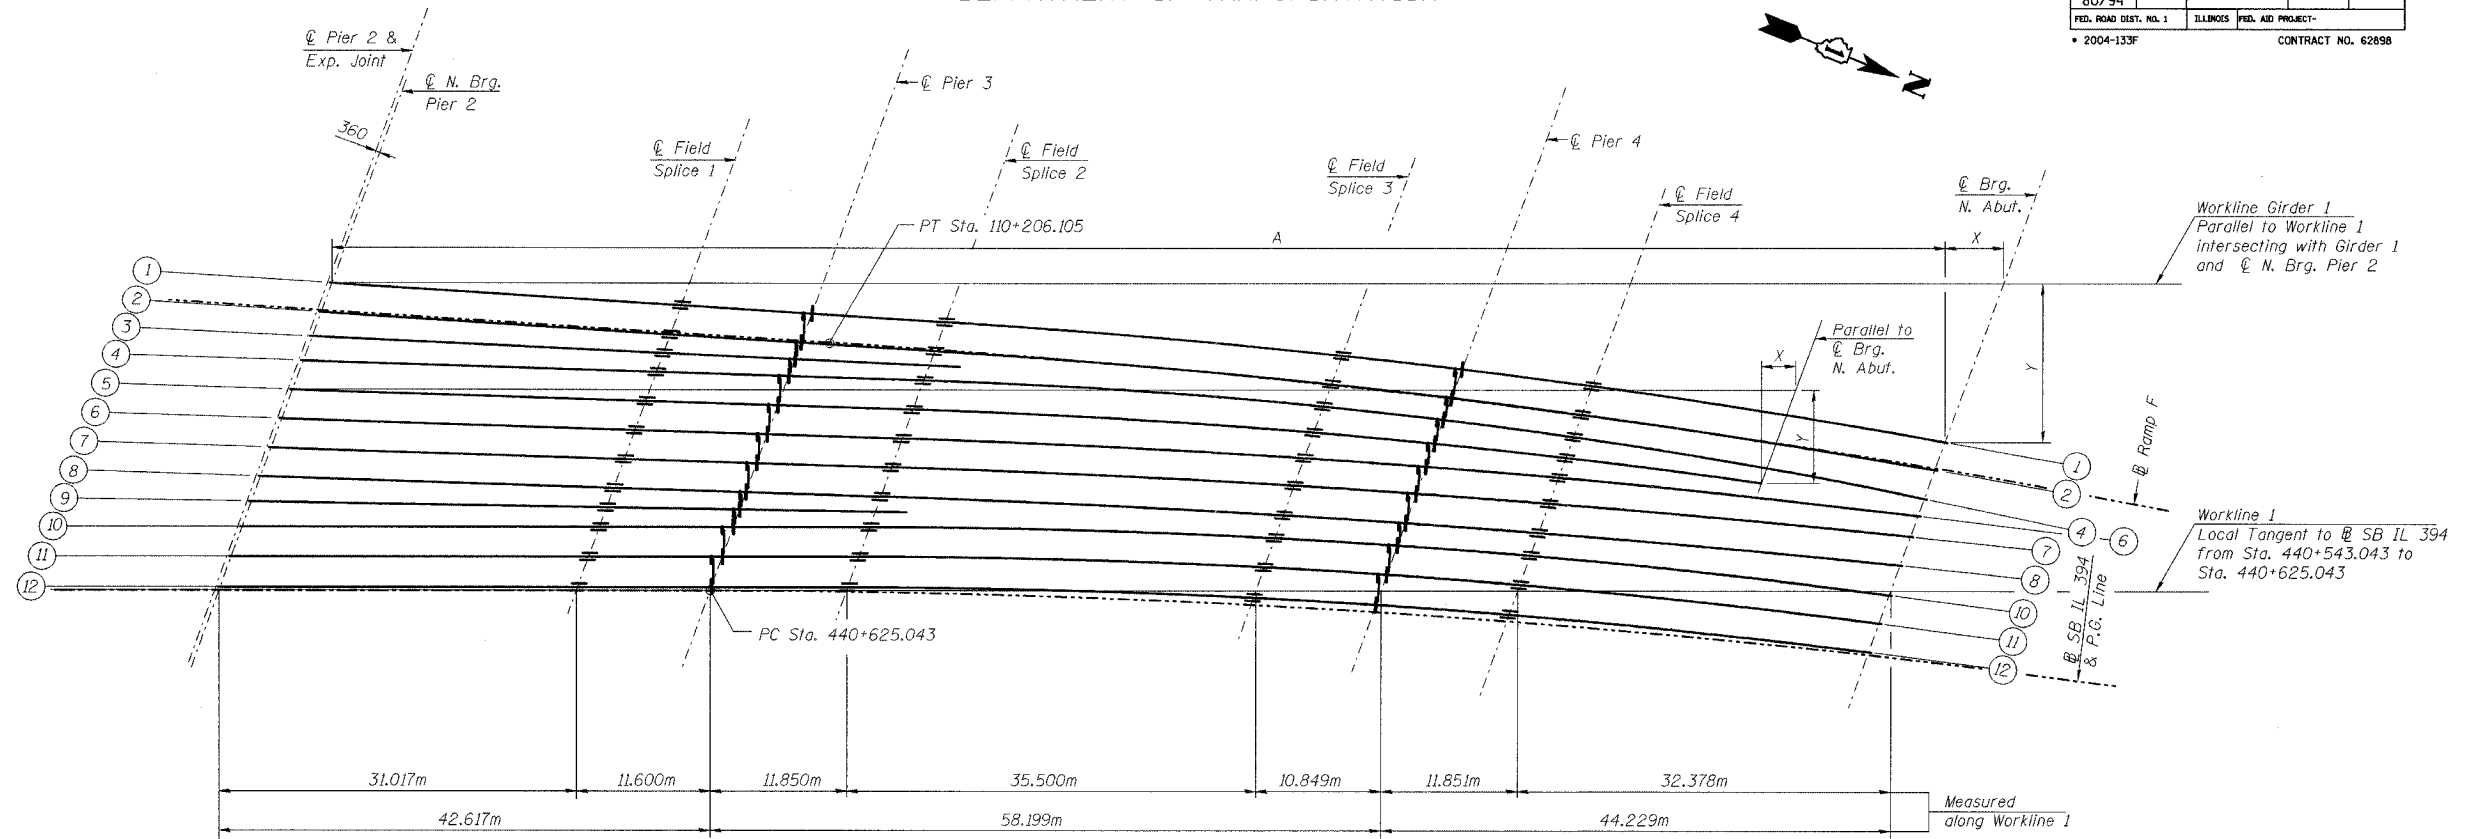 80/94
FED. ROAD DIST. NO. 1
ILLINOIS
FED. AID PROJECT-
* 2004-133F
CONTRACT NO. 62898
N
℄ Pier 2 &
Exp. Joint
℄ N. Brg.
Pier 2
360
℄ Field
Splice 1
℄ Pier 3
℄ Field
Splice 2
℄ Field
Splice 3
℄ Pier 4
℄ Field
Splice 4
℄ Brg.
N. Abut.
Workline Girder 1
Parallel to Workline 1
intersecting with Girder 1
and ℄ N. Brg. Pier 2
PT Sta. 110+206.105
A
X
Y
Parallel to
℄ Brg.
N. Abut.
X
Y
1
2
3
4
5
6
7
8
9
10
11
12
1
2
4
6
7
8
10
11
12
Ramp F
Workline 1
Local Tangent to SB IL 394
from Sta. 440+543.043 to
Sta. 440+625.043
SB IL 394
& P.G. Line
PC Sta. 440+625.043
31.017m
11.600m
11.850m
35.500m
10.849m
11.851m
32.378m
42.617m
58.199m
44.229m
Measured
along Workline 1